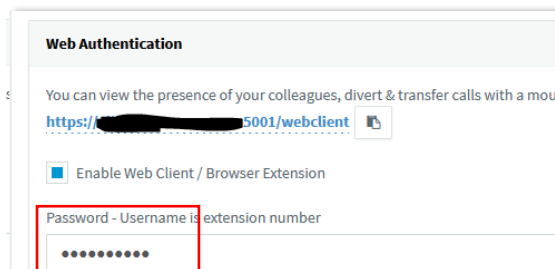 Web Authentication
You can view the presence of your colleagues, divert & transfer calls with a mou
https:/ 5001/webclient
Enable Web Client / Browser Extension
Password - Username is extension number
••••••••••